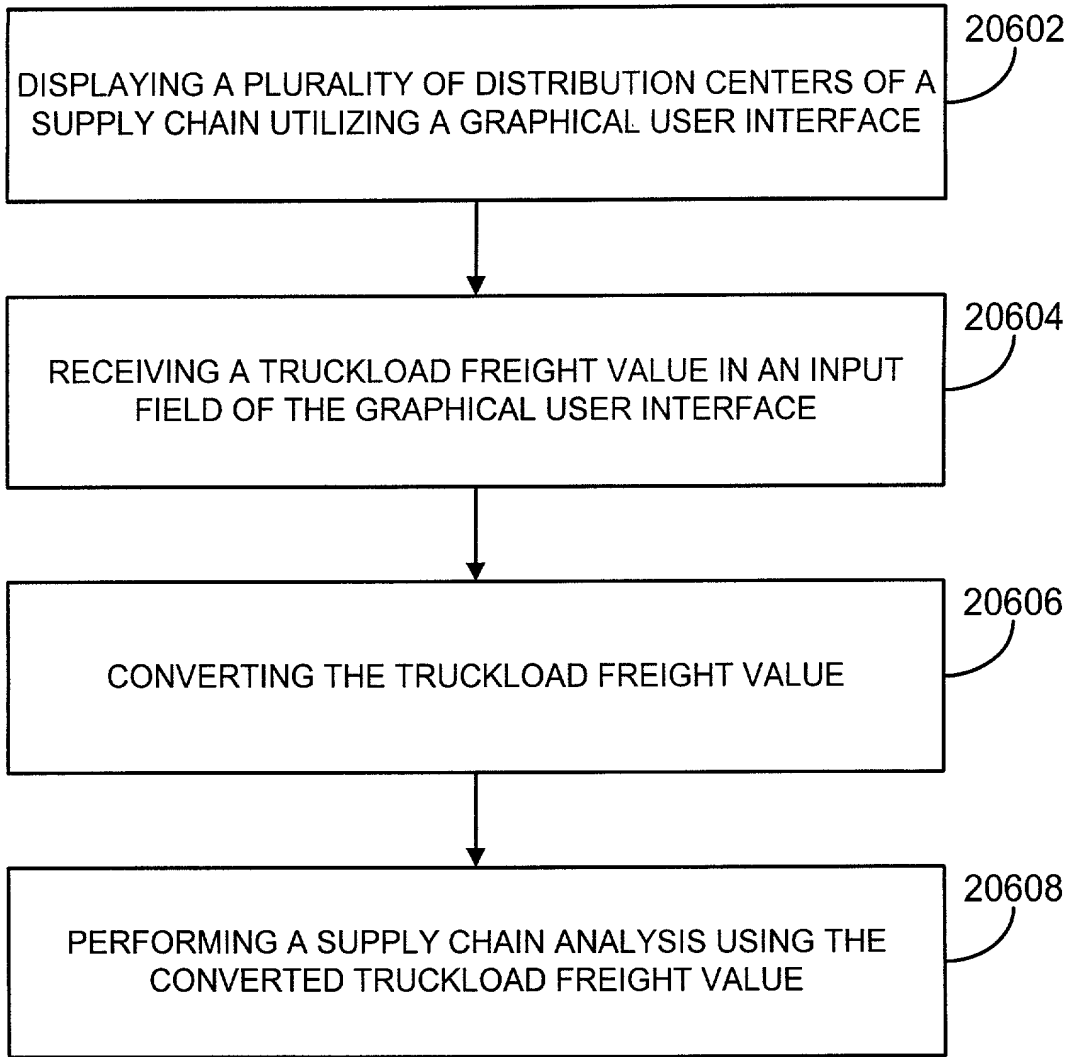 20602
DISPLAYING A PLURALITY OF DISTRIBUTION CENTERS OF A
SUPPLY CHAIN UTILIZING A GRAPHICAL USER INTERFACE
20604
RECEIVING A TRUCKLOAD FREIGHT VALUE IN AN INPUT
FIELD OF THE GRAPHICAL USER INTERFACE
20606
CONVERTING THE TRUCKLOAD FREIGHT VALUE
20608
PERFORMING A SUPPLY CHAIN ANALYSIS USING THE
CONVERTED TRUCKLOAD FREIGHT VALUE